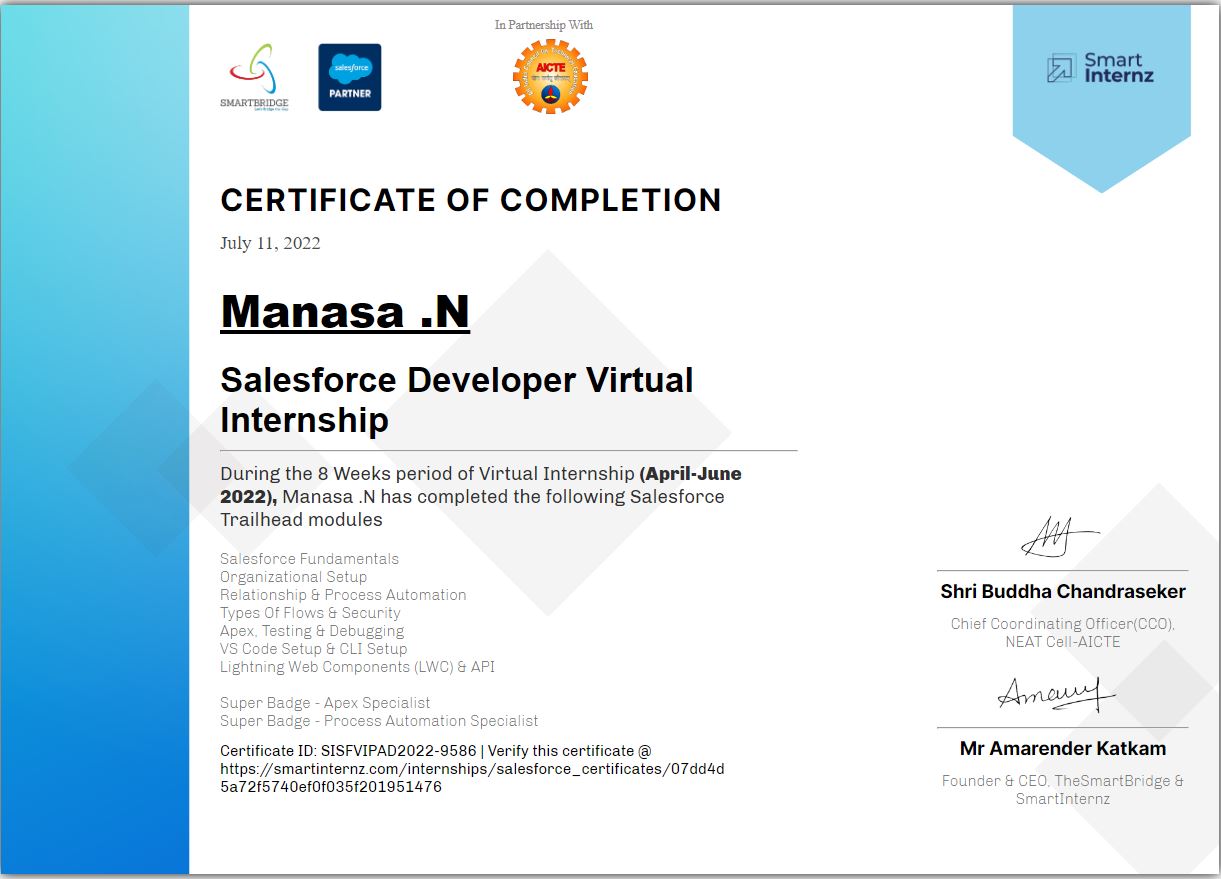 In Partnership With
SMARTBRIDGE
salesforce
PARTNER
AICTE
Smart
Internz
CERTIFICATE OF COMPLETION
July 11, 2022
Manasa .N
Salesforce Developer Virtual
Internship
During the 8 Weeks period of Virtual Internship (April-June
2022), Manasa .N has completed the following Salesforce
Trailhead modules
Salesforce Fundamentals
Organizational Setup
Relationship & Process Automation
Types Of Flows & Security
Apex, Testing & Debugging
VS Code Setup & CLI Setup
Lightning Web Components (LWC) & API
Super Badge - Apex Specialist
Super Badge - Process Automation Specialist
Certificate ID: SISFVIPAD2022-9586 | Verify this certificate @
https://smartinternz.com/internships/salesforce_certificates/07dd4d
5a72f5740ef0f035f201951476
Shri Buddha Chandraseker
Chief Coordinating Officer(CCO),
NEAT Cell-AICTE
Mr Amarender Katkam
Founder & CEO, TheSmartBridge &
SmartInternz